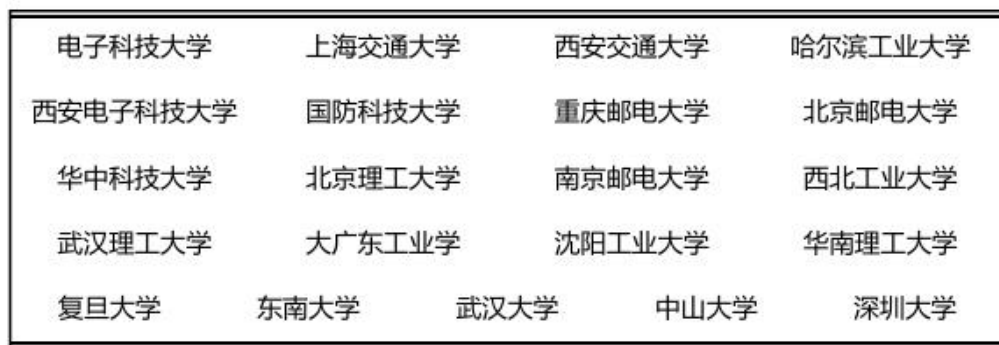 电子科技大学 上海交通大学 西安交通大学 哈尔滨工业大学
西安电子科技大学 国防科技大学 重庆邮电大学 北京邮电大学
华中科技大学 北京理工大学 南京邮电大学 西北工业大学
武汉理工大学 大广东工业学 沈阳工业大学 华南理工大学
复旦大学 东南大学 武汉大学 中山大学 深圳大学